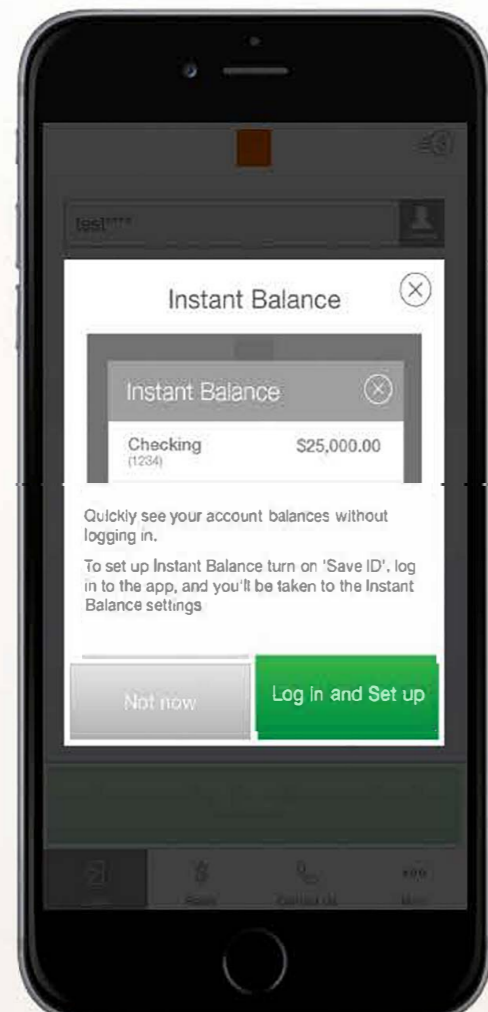 test****
Instant Balance
Instant Balance
Checking $25,000.00
(1234)
Quickly see your account balances without
logging in.
To set up Instant Balance turn on 'Save ID', log
in to the app, and you'll be taken to the Instant
Balance settings
Not now
Log in and Set up
Contact Us
More